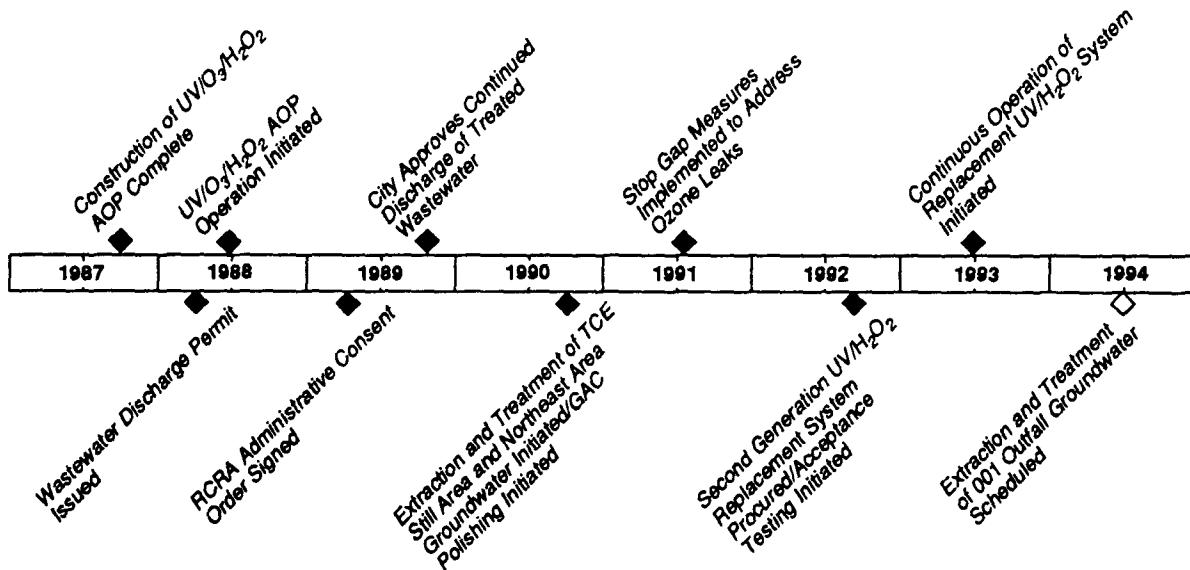 Construction of UV/O₃/H₂O₂
AOP Complete
UV/O₃/H₂O₂ AOP
Operation Initiated
City Approves Continued
Discharge of Treated
Wastewater
Stop Gap Measures
Implemented to Address
Ozone Leaks
Continuous Operation of
Replacement UV/H₂O₂ System
Initiated
1987
1988
1989
1990
1991
1992
1993
1994
Wastewater Discharge Permit
Issued
RCRA Administrative Consent
Order Signed
Extraction and Treatment of TCE
Still Area and Northeast Area
Groundwater Initiated/GAC
Polishing Initiated
Second Generation UV/H₂O₂
Replacement System
Procured/Acceptance
Testing Initiated
Extraction and Treatment
of 001 Outfall Groundwater
Scheduled